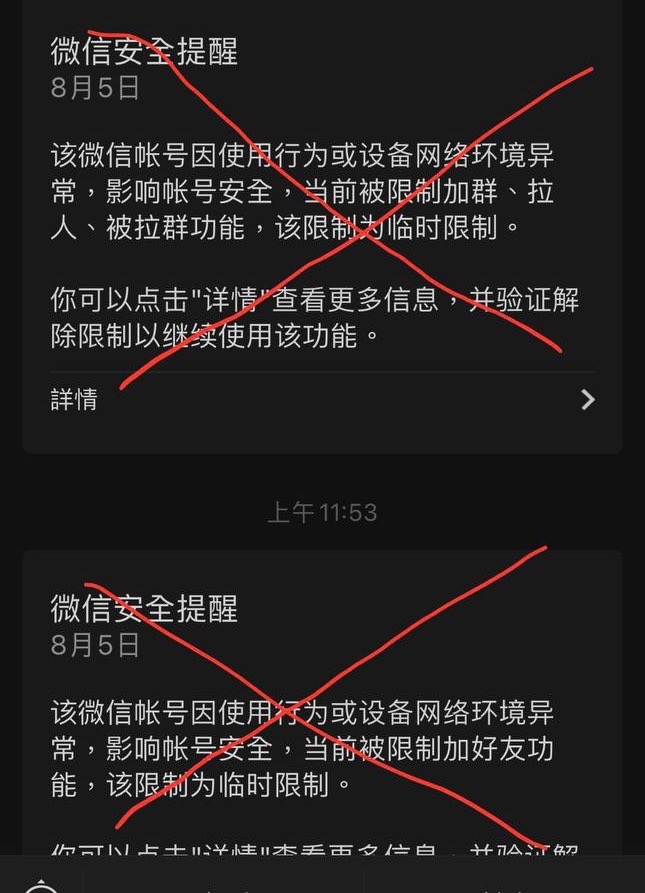 微信安全提醒
8月5日
该微信帐号因使用行为或设备网络环境异
常，影响帐号安全，当前被限制加群、拉
人、被拉群功能，该限制为临时限制。
你可以点击"详情"查看更多信息，并验证解
除限制以继续使用该功能。
詳情
上午 11:53
微信安全提醒
8月5日
该微信帐号因使用行为或设备网络环境异
常，影响帐号安全，当前被限制加好友功
能，该限制为临时限制。
你可以点击"详情"查看更多信息，并验证解